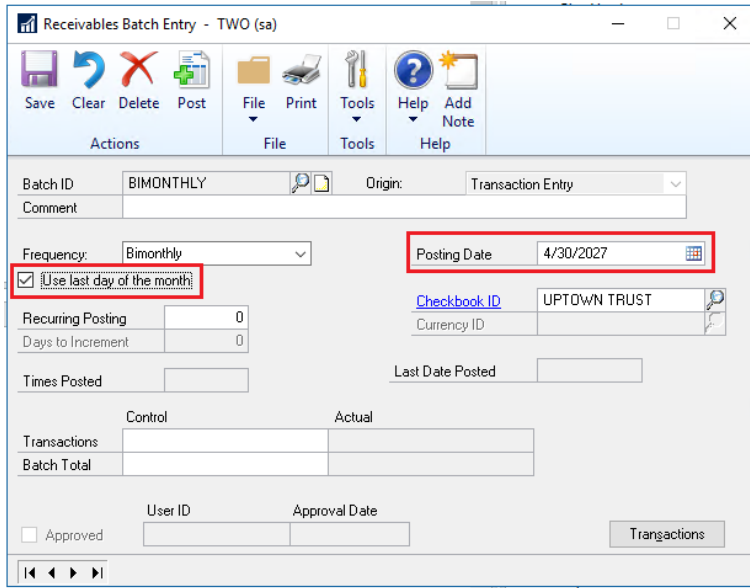 Receivables Batch Entry - TWO (sa)
Save Clear Delete Post File Print Tools Help Add Note
Actions File Tools Help
Batch ID BIMONTHLY Origin: Transaction Entry
Comment
Frequency: Bimonthly Posting Date 4/30/2027
Use last day of the month
Checkbook ID UPTOWN TRUST
Recurring Posting 0
Currency ID
Days to Increment 0
Times Posted Last Date Posted
Control Actual
Transactions
Batch Total
User ID Approval Date
Approved Transactions